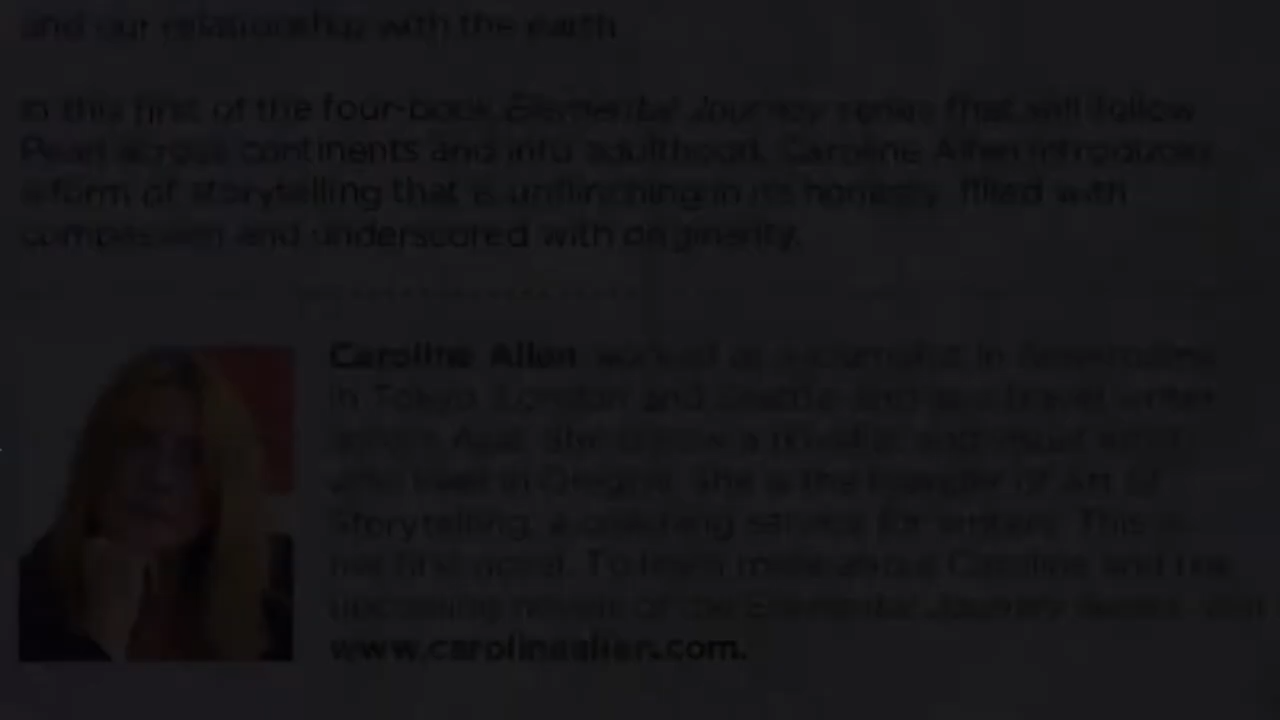 and our relationship with the earth
In this first of the four-book Elemental Journey series that will follow
Pearl across continents and into adulthood, Caroline Allen introduces
a form of storytelling that is unflinching in its honesty, filled with
compassion and underscored with originality.
Caroline Allen worked as a journalist in newsrooms
in Tokyo, London and Seattle and as a travel writer
across Asia. She is now a novelist and visual artist
who lives in Oregon. She is the founder of Art of
Storytelling, a coaching service for writers. This is
her first novel. To learn more about Caroline and the
upcoming novels of the Elemental Journey Series, visit
www.carolineallen.com.